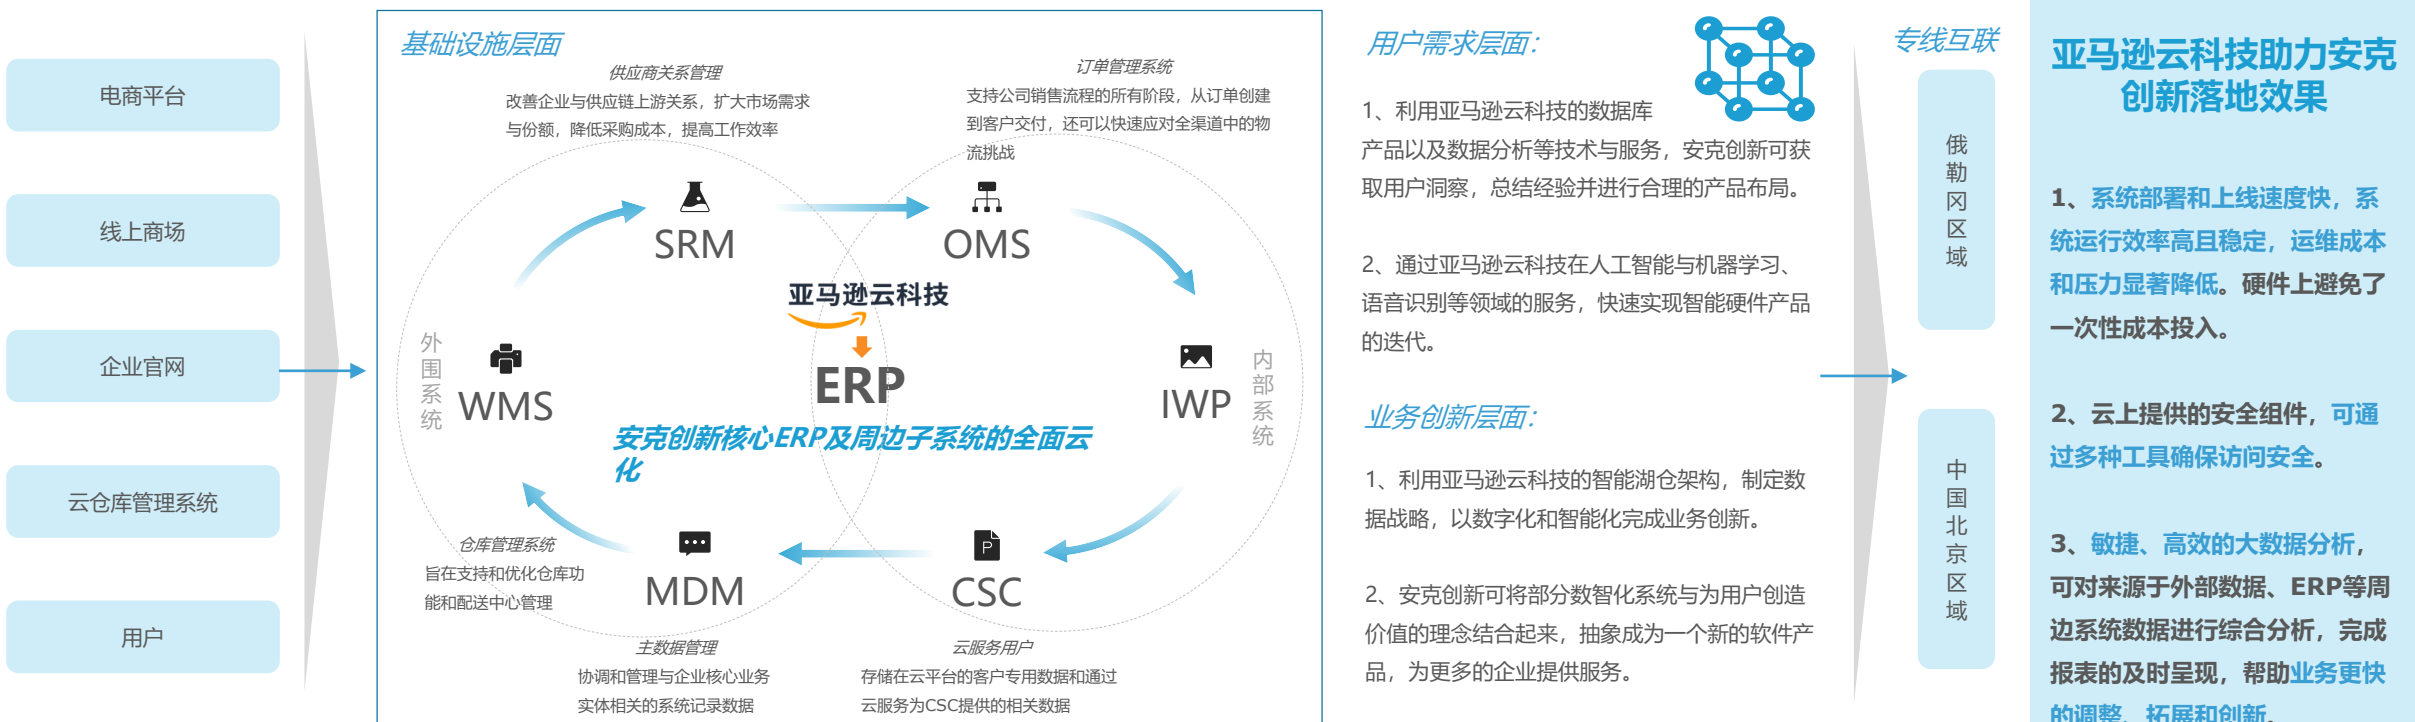 电商平台
线上商场
企业官网
云仓库管理系统
用户
基础设施层面
供应商关系管理
改善企业与供应链上游关系，扩大市场需求
与份额，降低采购成本，提高工作效率
订单管理系统
支持公司销售流程的所有阶段，从订单创建
到客户交付，还可以快速应对全渠道中的物
流挑战
SRM
OMS
亚马逊云科技
外围系统
WMS
ERP
IWP
内部系统
安克创新核心ERP及周边子系统的全面云
化
仓库管理系统
旨在支持和优化仓库功
能和配送中心管理
MDM
P
CSC
主数据管理
协调和管理与企业核心业务
实体相关的系统记录数据
云服务用户
存储在云平台的客户专用数据和通过
云服务为CSC提供的相关数据
用户需求层面：
1、利用亚马逊云科技的数据库
产品以及数据分析等技术与服务，安克创新可获
取用户洞察，总结经验并进行合理的产品布局。
2、通过亚马逊云科技在人工智能与机器学习、
语音识别等领域的服务，快速实现智能硬件产品
的迭代。
业务创新层面：
1、利用亚马逊云科技的智能湖仓架构，制定数
据战略，以数字化和智能化完成业务创新。
2、安克创新可将部分数智化系统与为用户创造
价值的理念结合起来，抽象成为一个新的软件产
品，为更多的企业提供服务。
专线互联
俄勒冈区域
中国北京区域
亚马逊云科技助力安克
创新落地效果
1、系统部署和上线速度快，系
统运行效率高且稳定，运维成本
和压力显著降低。硬件上避免了
一次性成本投入。
2、云上提供的安全组件，可通
过多种工具确保访问安全。
3、敏捷、高效的大数据分析，
可对来源于外部数据、ERP等周
边系统数据进行综合分析，完成
报表的及时呈现，帮助业务更快
的调整、拓展和创新。